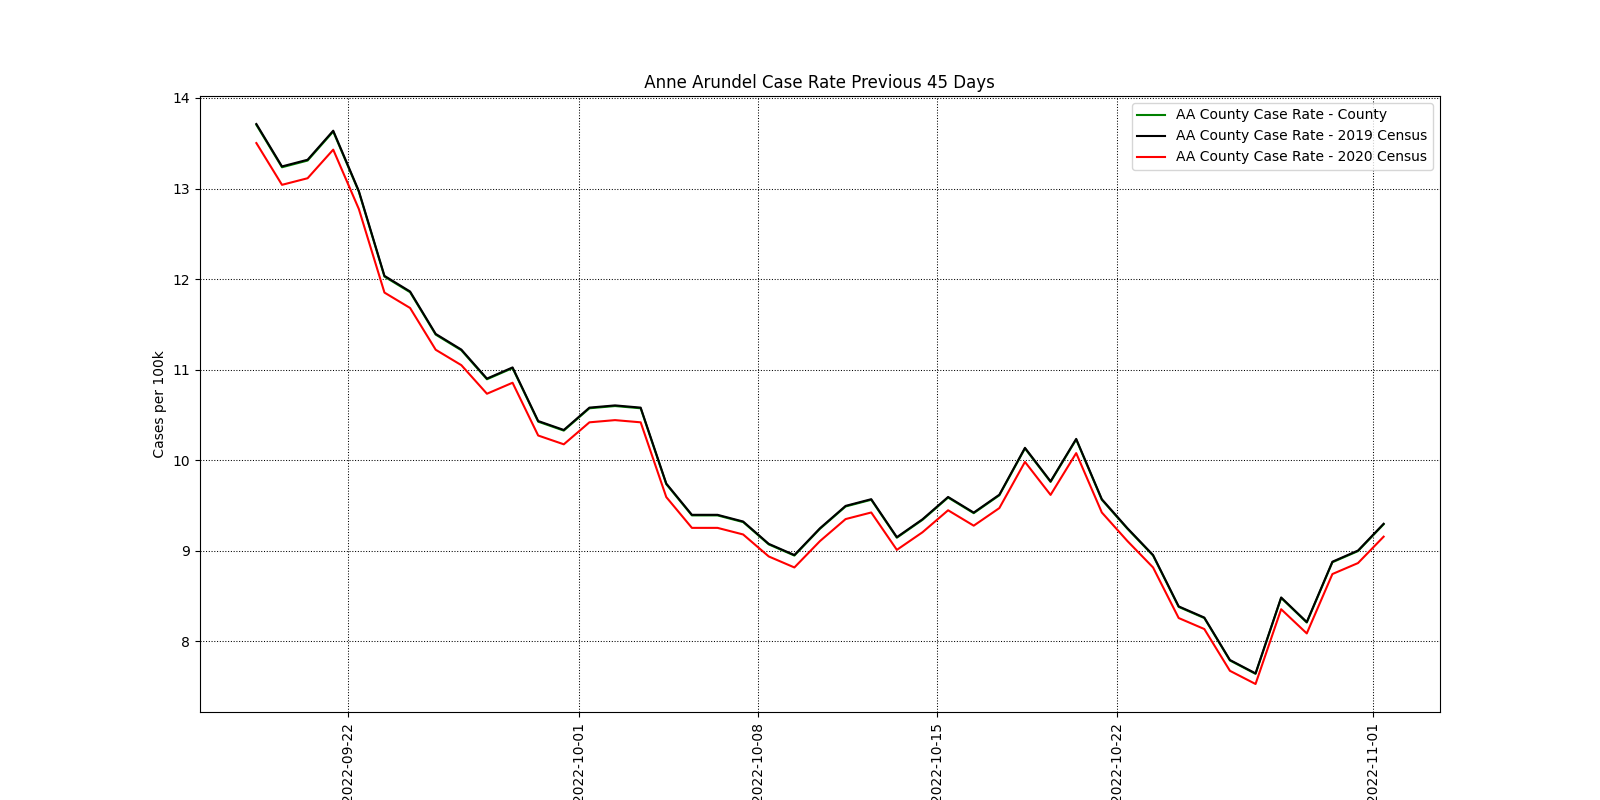 Anne Arundel Case Rate Previous 45 Days
AA County Case Rate - County
AA County Case Rate - 2019 Census
AA County Case Rate - 2020 Census
Cases per 100k
14
13
12
11
10
9
8
2022-09-22
2022-10-01
2022-10-08
2022-10-15
2022-10-22
2022-11-01